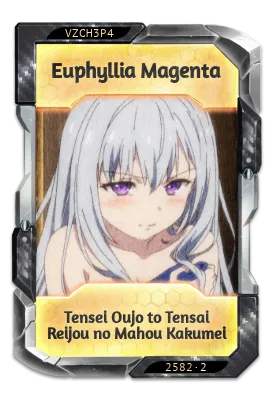 VZCH3P4
Euphyllia Magenta
Tensei Oujo to Tensai
Reijou no Mahou Kakumei
2582·2